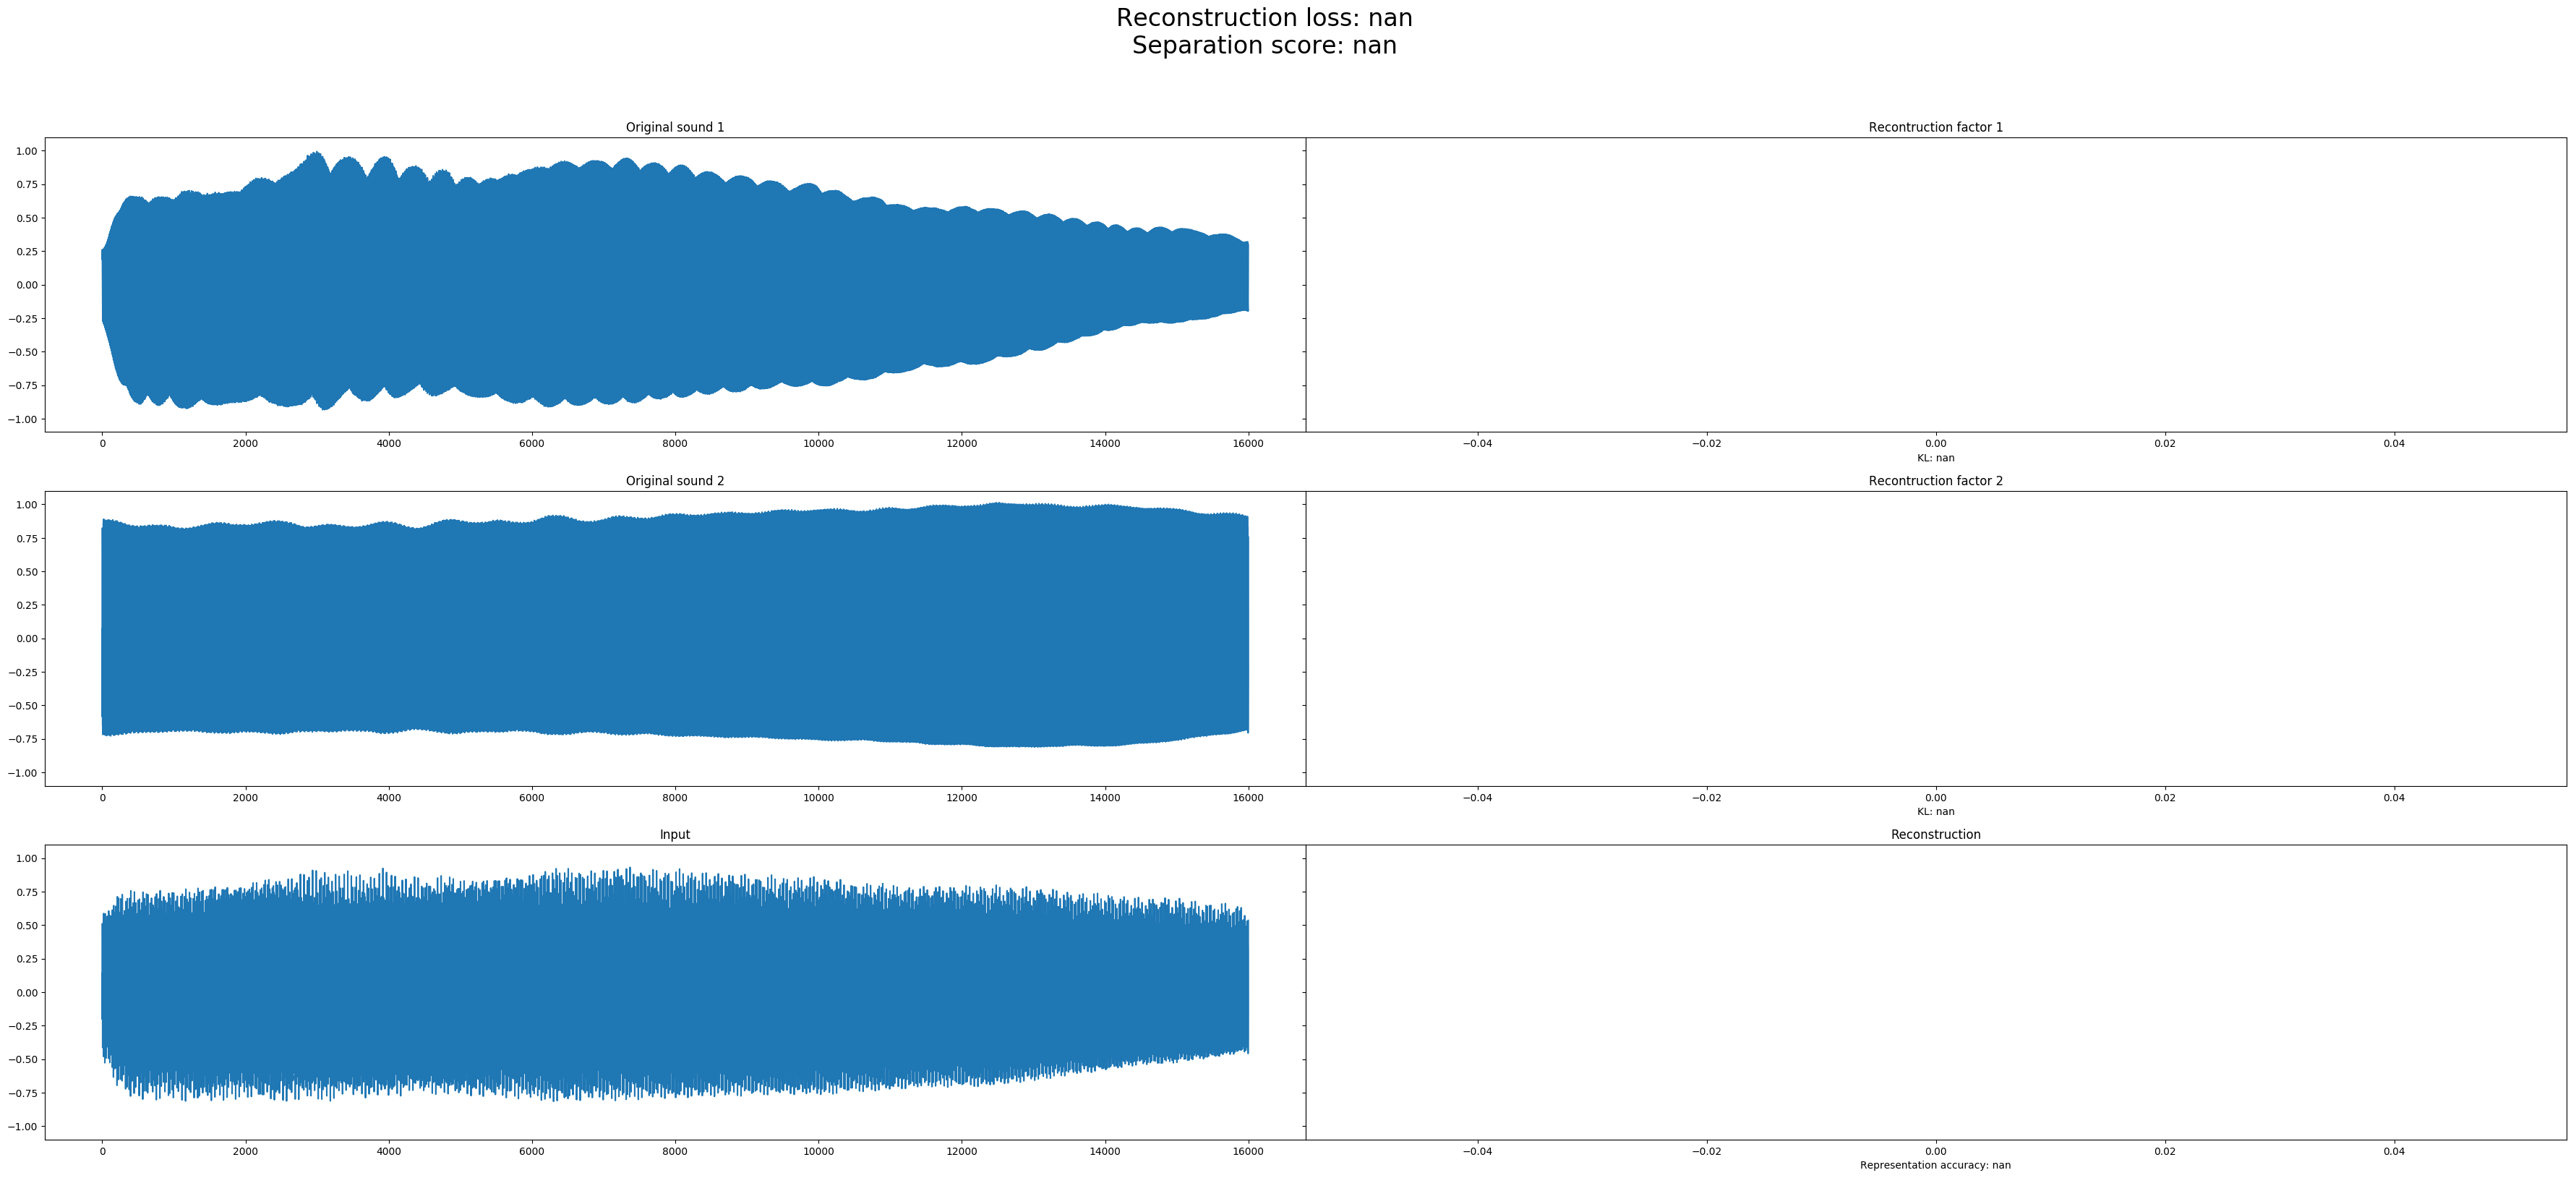 Reconstruction loss: nan
Separation score: nan
Original sound 1
Recontruction factor 1
1.00
0.75
0.50
0.25
0.00
−0.25
−0.50
−0.75
−1.00
0 2000 4000 6000 8000 10000 12000 14000 16000
−0.04 −0.02 0.00 0.02 0.04
KL: nan
Original sound 2
Recontruction factor 2
1.00
0.75
0.50
0.25
0.00
−0.25
−0.50
−0.75
−1.00
0 2000 4000 6000 8000 10000 12000 14000 16000
−0.04 −0.02 0.00 0.02 0.04
KL: nan
Input
Reconstruction
1.00
0.75
0.50
0.25
0.00
−0.25
−0.50
−0.75
−1.00
0 2000 4000 6000 8000 10000 12000 14000 16000
−0.04 −0.02 0.00 0.02 0.04
Representation accuracy: nan